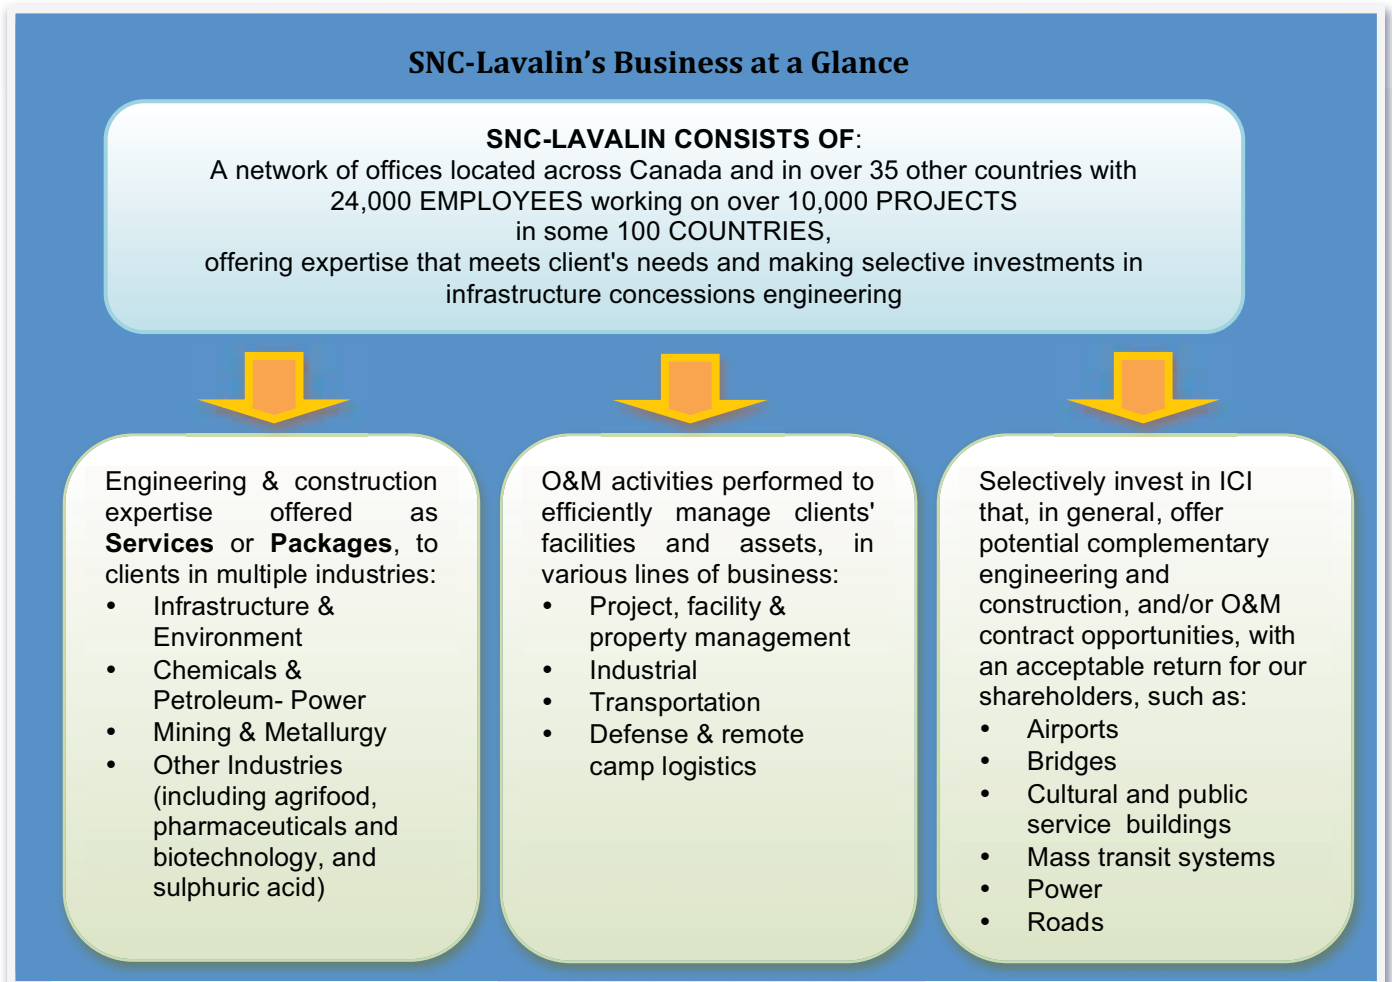 SNC-Lavalin’s Business at a Glance
SNC-LAVALIN CONSISTS OF:
A network of offices located across Canada and in over 35 other countries with
24,000 EMPLOYEES working on over 10,000 PROJECTS
in some 100 COUNTRIES,
offering expertise that meets client's needs and making selective investments in
infrastructure concessions engineering
Engineering & construction
expertise offered as
Services or Packages, to
clients in multiple industries:
• Infrastructure &
Environment
• Chemicals &
Petroleum- Power
• Mining & Metallurgy
• Other Industries
(including agrifood,
pharmaceuticals and
biotechnology, and
sulphuric acid)
O&M activities performed to
efficiently manage clients'
facilities and assets, in
various lines of business:
• Project, facility &
property management
• Industrial
• Transportation
• Defense & remote
camp logistics
Selectively invest in ICI
that, in general, offer
potential complementary
engineering and
construction, and/or O&M
contract opportunities, with
an acceptable return for our
shareholders, such as:
• Airports
• Bridges
• Cultural and public
service buildings
• Mass transit systems
• Power
• Roads